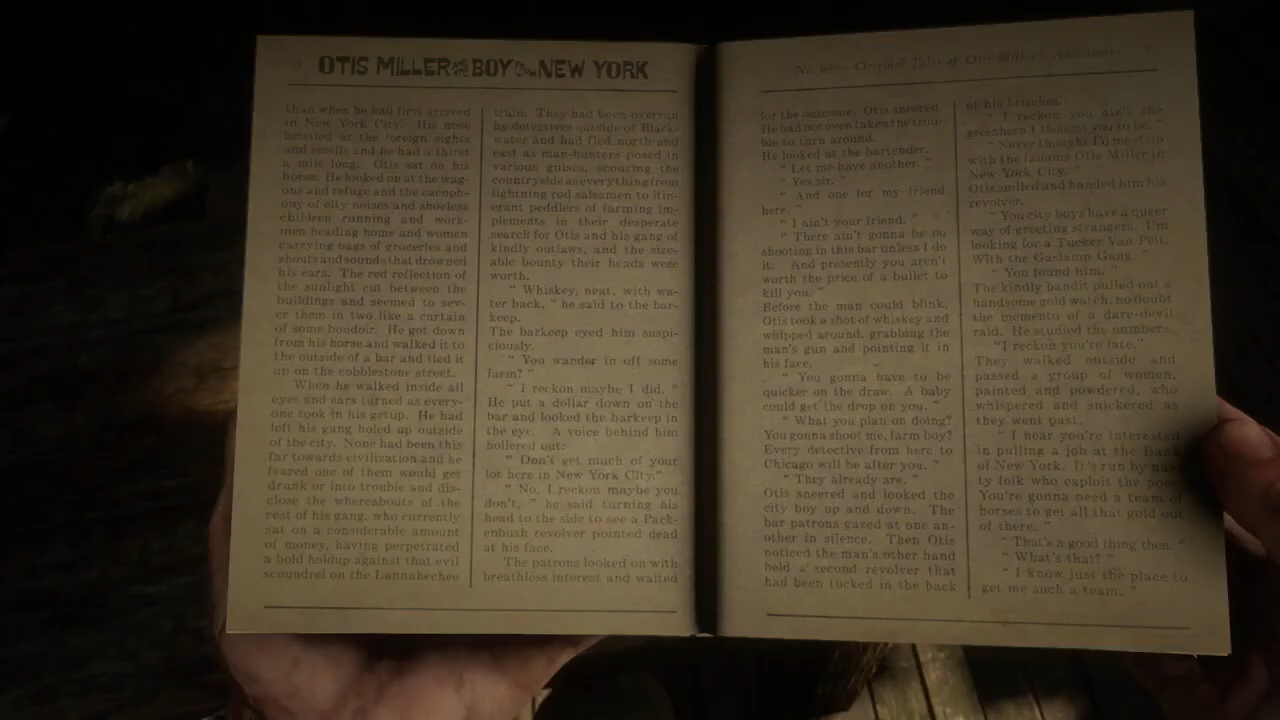 OTIS MILLER AND THE BOY FROM NEW YORK
than when he had first arrived
in New York City. His nose
bristled at the foreign sights
and smells and he had a thirst
a mile long. Otis sat on his
horse. He looked on at the wag-
ons and refuge and the cacoph-
ony of city noises and shoeless
children running and work-
men heading home and women
carrying bags of groceries and
shouts and sounds that drowned
his ears. The red reflection of
the sunlight cut between the
buildings and seemed to sev-
er them in two like a curtain
of some boudoir. He got down
from his horse and walked it to
the outside of a bar and tied it
up on the cobblestone street.
When he walked inside all
eyes and ears turned as every-
one took in his getup. He had
left his gang holed up outside
of the city. None had been this
far towards civilization and he
feared one of them would get
drunk or into trouble and dis-
close the whereabouts of the
rest of his gang, who currently
sat on a considerable amount
of money, having perpetrated
a bold holdup against that evil
scoundrel on the Lannahechee
train. They had been overrun
by detectives outside of Black-
water and had fled north and
east as man-hunters posed in
various guises, scouring the
countryside as everything from
lightning rod salesmen to itin-
erant peddlers of farming im-
plements in their desperate
search for Otis and his gang of
kindly outlaws, and the size-
able bounty their heads were
worth.
" Whiskey, neat, with wa-
ter back, " he said to the bar-
keep.
The barkeep eyed him suspi-
ciously.
" You wander in off some
farm? "
" I reckon maybe I did. "
He put a dollar down on the
bar and looked the barkeep in
the eye. A voice behind him
hollered out:
" Don't get much of your
lot here in New York City."
" No, I reckon maybe you
don't, " he said turning his
head to the side to see a Pack-
enbush revolver pointed dead
at his face.
The patrons looked on with
breathless interest and waited
No. 69— Original Tales of Otis Miller's Adventures
for the outcome. Otis sneered.
He had not even taken the trou-
ble to turn around.
He looked at the bartender.
" Let me have another. "
" Yes sir. "
" And one for my friend
here. "
" I ain't your friend. "
" There ain't gonna be no
shooting in this bar unless I do
it. And presently you aren't
worth the price of a bullet to
kill you. "
Before the man could blink,
Otis took a shot of whiskey and
whipped around, grabbing the
man's gun and pointing it in
his face.
" You gonna have to be
quicker on the draw. A baby
could get the drop on you. "
" What you plan on doing?
You gonna shoot me, farm boy?
Every detective from here to
Chicago will be after you. "
" They already are. "
Otis sneered and looked the
city boy up and down. The
bar patrons gazed at one an-
other in silence. Then Otis
noticed the man's other hand
held a second revolver that
had been tucked in the back
of his britches.
" I reckon you ain't the
greenhorn I thought you to be. "
" Never thought I'd meet up
with the famous Otis Miller in
New York City. "
Otis smiled and handed him his
revolver.
" You city boys have a queer
way of greeting strangers. I'm
looking for a Tucker Van Pelt.
With the Gaslamp Gang. "
" You found him. "
The kindly bandit pulled out a
handsome gold watch, no doubt
the memento of a dare-devil
raid. He studied the numbers.
"I reckon you're late."
They walked outside and
passed a group of women,
painted and powdered, who
whispered and snickered as
they went past.
" I hear you're interested
in pulling a job at the Bank
of New York. It's run by nas-
ty folk who exploit the poor.
You're gonna need a team of
horses to get all that gold out
of there. "
" That's a good thing then. "
" What's that? "
" I know just the place to
get me such a team. "